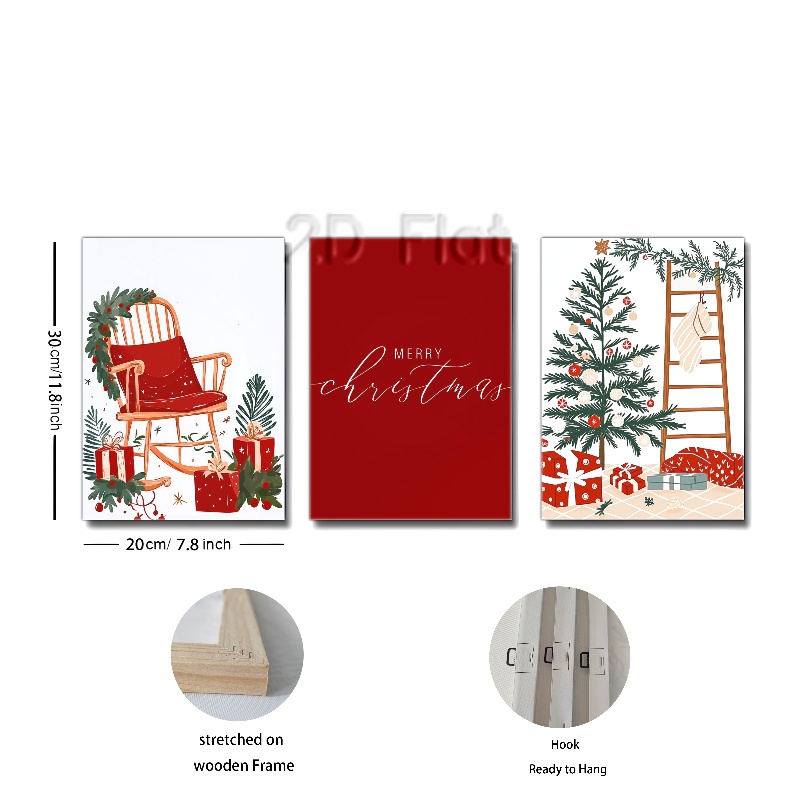 2D Flat
MERRY
christmas
30cm/11.8inch
20cm/ 7.8 inch
stretched on
wooden Frame
Hook
Ready to Hang